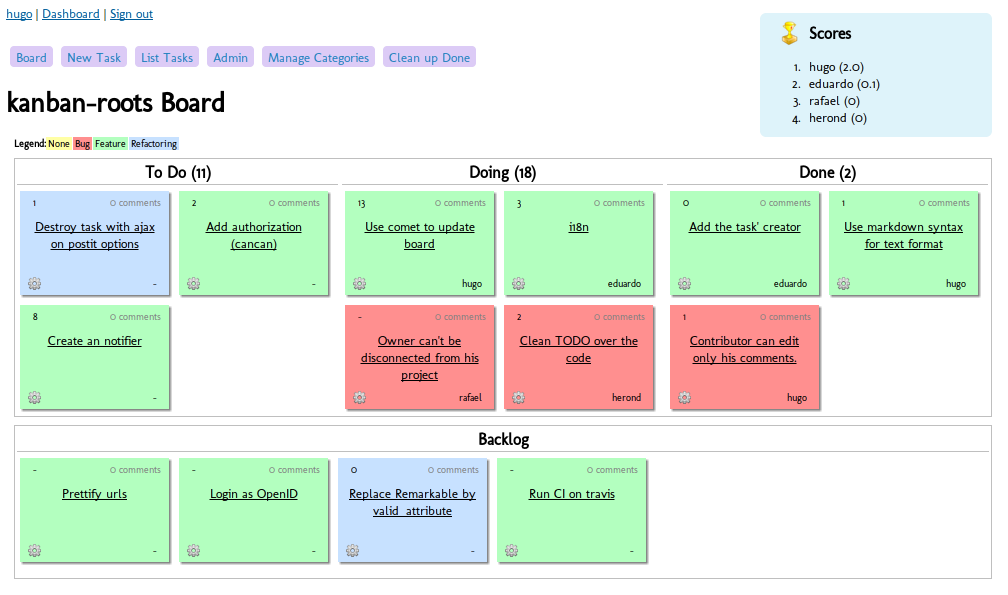 hugo | Dashboard | Sign out
Scores
1. hugo (2.0)
2. eduardo (0.1)
3. rafael (0)
4. herond (0)
Board New Task List Tasks Admin Manage Categories Clean up Done
kanban-roots Board
Legend: None Bug Feature Refactoring
To Do (11) Doing (18) Done (2)
1 0 comments 2 0 comments 13 0 comments 3 0 comments 0 0 comments 1 0 comments
Destroy task with ajax Add authorization Use comet to update i18n Add the task' creator Use markdown syntax
on postit options (cancan) board for text format
- - hugo eduardo eduardo hugo
8 0 comments - 0 comments 2 0 comments 1 0 comments
Create an notifier Owner can't be Clean TODO over the Contributor can edit
disconnected from his code only his comments.
project
- rafael herond hugo
Backlog
- 0 comments - 0 comments 0 0 comments - 0 comments
Prettify urls Login as OpenID Replace Remarkable by Run CI on travis
valid_attribute
- - - -